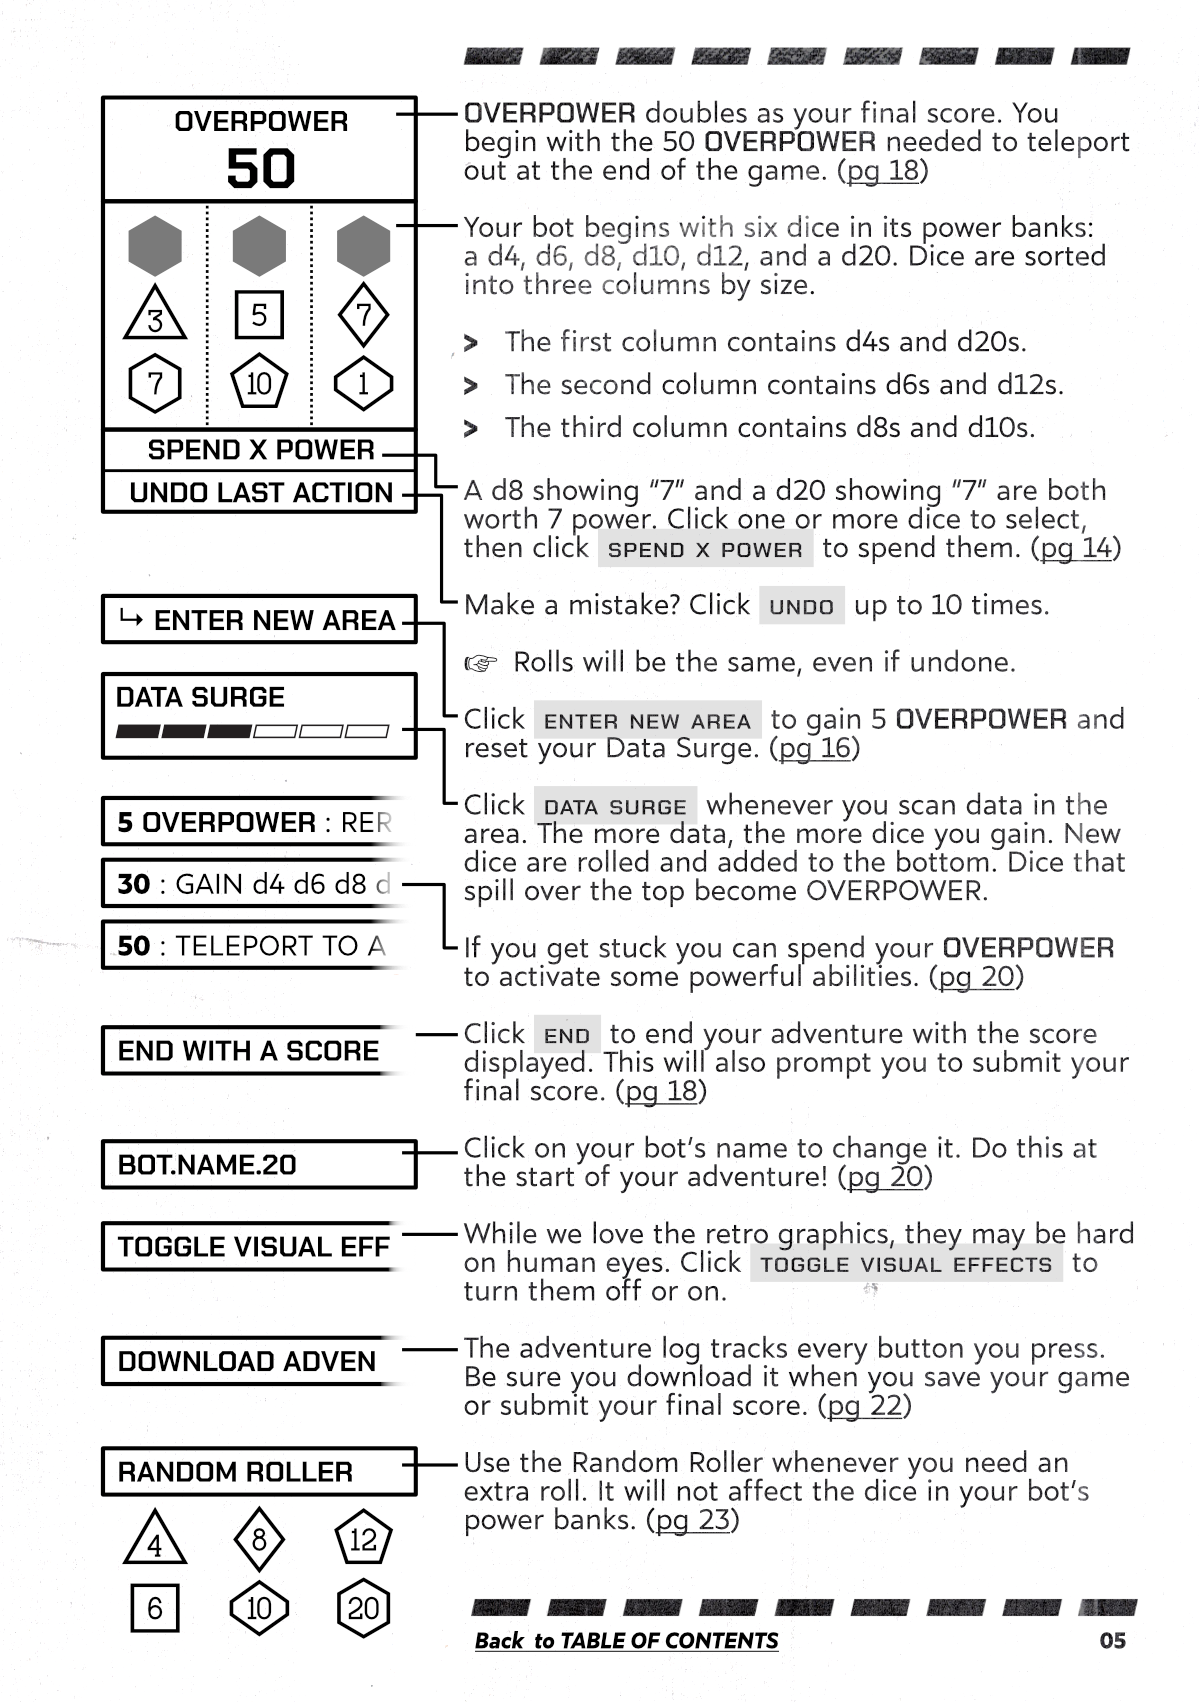 OVERPOWER
50
3 5 7
7 10 1
SPEND X POWER
UNDO LAST ACTION
↳ ENTER NEW AREA
DATA SURGE
5 OVERPOWER : RER
30 : GAIN d4 d6 d8 d
50 : TELEPORT TO A
END WITH A SCORE
BOT.NAME.20
TOGGLE VISUAL EFF
DOWNLOAD ADVEN
RANDOM ROLLER
4 8 12
6 10 20
OVERPOWER doubles as your final score. You
begin with the 50 OVERPOWER needed to teleport
out at the end of the game. (pg 18)
Your bot begins with six dice in its power banks:
a d4, d6, d8, d10, d12, and a d20. Dice are sorted
into three columns by size.
> The first column contains d4s and d20s.
> The second column contains d6s and d12s.
> The third column contains d8s and d10s.
A d8 showing "7" and a d20 showing "7" are both
worth 7 power. Click one or more dice to select,
then click SPEND X POWER to spend them. (pg 14)
Make a mistake? Click UNDO up to 10 times.
☞ Rolls will be the same, even if undone.
Click ENTER NEW AREA to gain 5 OVERPOWER and
reset your Data Surge. (pg 16)
Click DATA SURGE whenever you scan data in the
area. The more data, the more dice you gain. New
dice are rolled and added to the bottom. Dice that
spill over the top become OVERPOWER.
If you get stuck you can spend your OVERPOWER
to activate some powerful abilities. (pg 20)
Click END to end your adventure with the score
displayed. This will also prompt you to submit your
final score. (pg 18)
Click on your bot's name to change it. Do this at
the start of your adventure! (pg 20)
While we love the retro graphics, they may be hard
on human eyes. Click TOGGLE VISUAL EFFECTS to
turn them off or on.
The adventure log tracks every button you press.
Be sure you download it when you save your game
or submit your final score. (pg 22)
Use the Random Roller whenever you need an
extra roll. It will not affect the dice in your bot's
power banks. (pg 23)
Back to TABLE OF CONTENTS
05